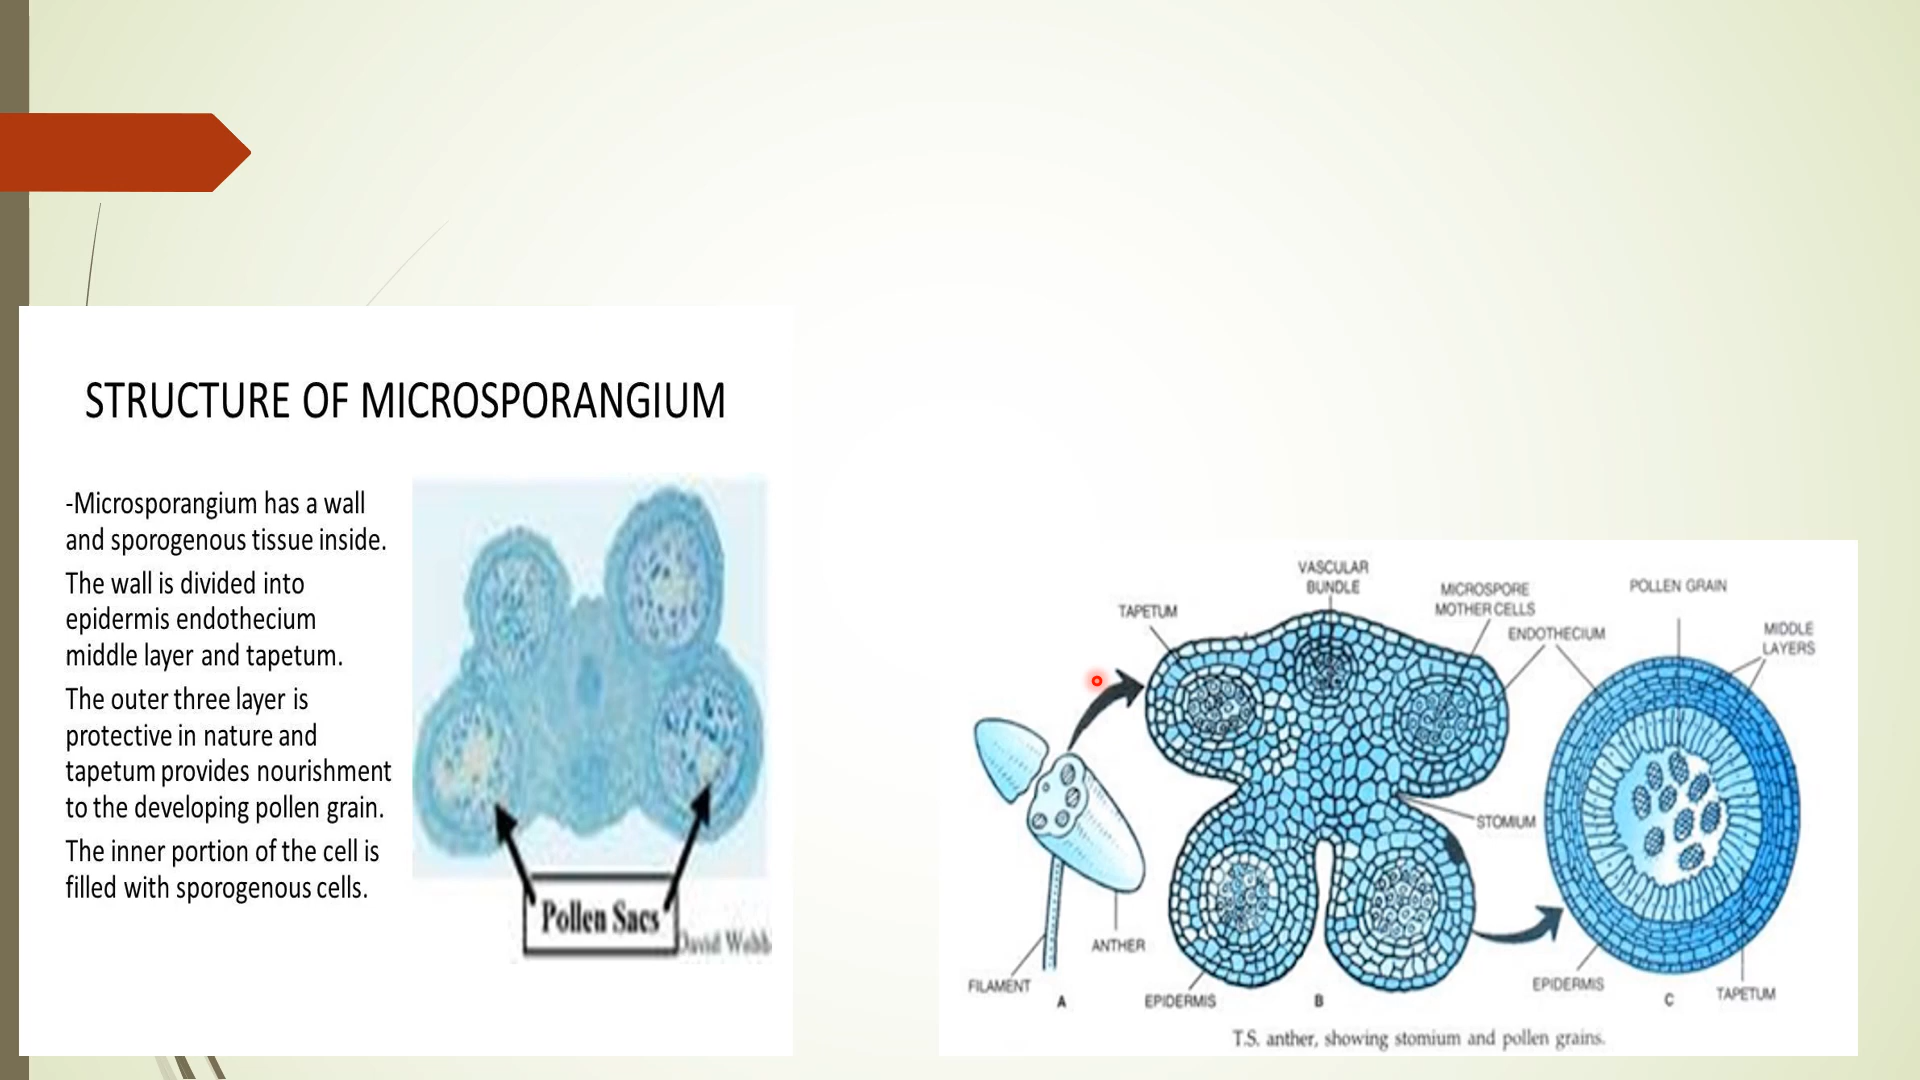 STRUCTURE OF MICROSPORANGIUM
-Microsporangium has a wall
and sporogenous tissue inside.
The wall is divided into
epidermis endothecium
middle layer and tapetum.
The outer three layer is
protective in nature and
tapetum provides nourishment
to the developing pollen grain.
The inner portion of the cell is
filled with sporogenous cells.
Pollen Sacs
David Webb
VASCULAR
BUNDLE
TAPETUM
MICROSPORE
MOTHER CELLS
ENDOTHECIUM
POLLEN GRAIN
MIDDLE
LAYERS
STOMIUM
ANTHER
FILAMENT
EPIDERMIS
EPIDERMIS
TAPETUM
A
B
C
T.S. anther, showing stomium and pollen grains.